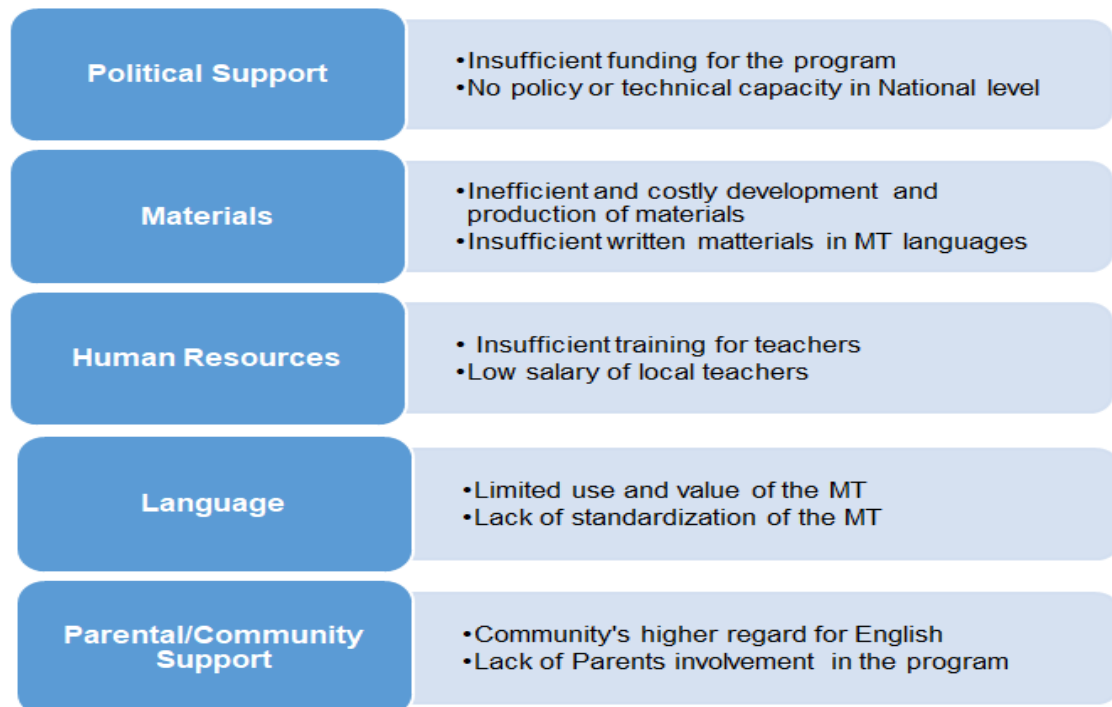 Political Support
•Insufficient funding for the program
•No policy or technical capacity in National level
Materials
•Inefficient and costly development and
production of materials
•Insufficient written matterials in MT languages
Human Resources
• Insufficient training for teachers
•Low salary of local teachers
Language
•Limited use and value of the MT
•Lack of standardization of the MT
Parental/Community
Support
•Community's higher regard for English
•Lack of Parents involvement in the program